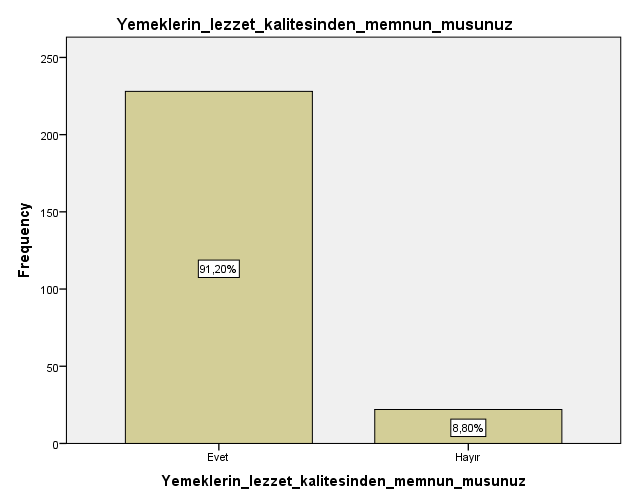 Yemeklerin_lezzet_kalitesinden_memnun_musunuz
250
200
150
100
50
0
Frequency
91,20%
8,80%
Evet
Hayır
Yemeklerin_lezzet_kalitesinden_memnun_musunuz